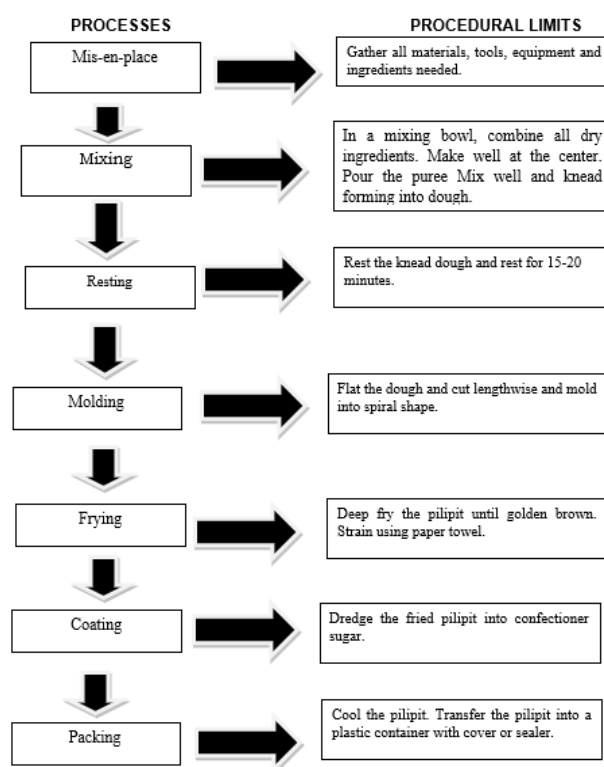 PROCESSES
PROCEDURAL LIMITS
Mis-en-place
Gather all materials, tools, equipment and
ingredients needed.
Mixing
In a mixing bowl, combine all dry
ingredients. Make well at the center.
Pour the puree Mix well and knead
forming into dough.
Resting
Rest the knead dough and rest for 15-20
minutes.
Molding
Flat the dough and cut lengthwise and mold
into spiral shape.
Frying
Deep fry the pilipit until golden brown.
Strain using paper towel.
Coating
Dredge the fried pilipit into confectioner
sugar.
Packing
Cool the pilipit. Transfer the pilipit into a
plastic container with cover or sealer.